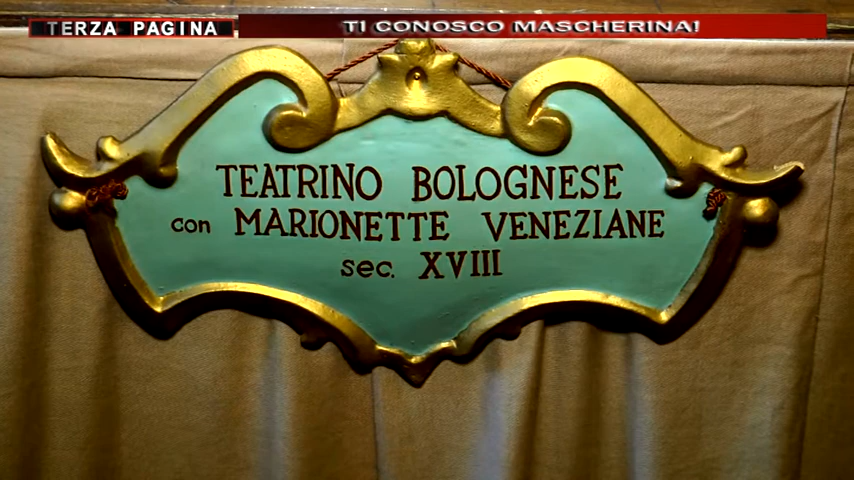 TERZA PAGINA
TI CONOSCO MASCHERINA!
TEATRINO BOLOGNESE
con MARIONETTE VENEZIANE
sec. XVIII